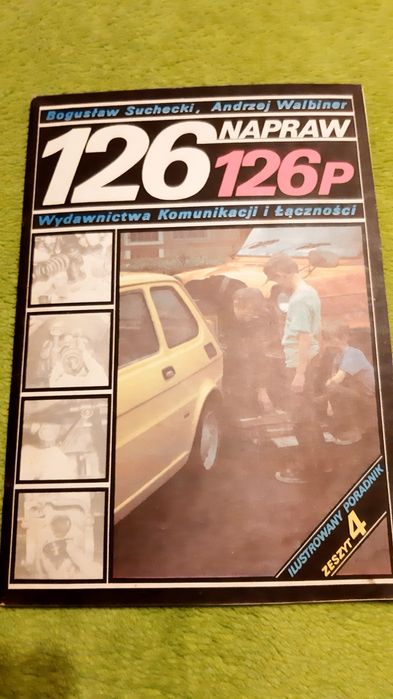 Bogusław Suchecki, Andrzej Walbiner
126 NAPRAW
126P
Wydawnictwa Komunikacji i Łączności
ILUSTROWANY PORADNIK
ZESZYT 4